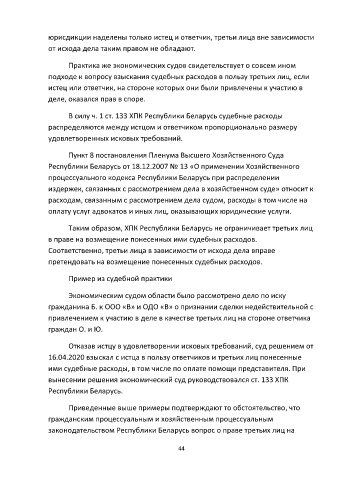 юрисдикции наделены только истец и ответчик, третьи лица вне зависимости
от исхода дела таким правом не обладают.
Практика же экономических судов свидетельствует о совсем ином
подходе к вопросу взыскания судебных расходов в пользу третьих лиц, если
истец или ответчик, на стороне которых они были привлечены к участию в
деле, оказался прав в споре.
В силу ч. 1 ст. 133 ХПК Республики Беларусь судебные расходы
распределяются между истцом и ответчиком пропорционально размеру
удовлетворенных исковых требований.
Пункт 8 постановления Пленума Высшего Хозяйственного Суда
Республики Беларусь от 18.12.2007 № 13 «О применении Хозяйственного
процессуального кодекса Республики Беларусь при распределении
издержек, связанных с рассмотрением дела в хозяйственном суде» относит к
расходам, связанным с рассмотрением дела судом, расходы в том числе на
оплату услуг адвокатов и иных лиц, оказывающих юридические услуги.
Таким образом, ХПК Республики Беларусь не ограничивает третьих лиц
в праве на возмещение понесенных ими судебных расходов.
Соответственно, третьи лица в зависимости от исхода дела вправе
претендовать на возмещение понесенных судебных расходов.
Пример из судебной практики
Экономическим судом области было рассмотрено дело по иску
гражданина Б. к ООО «В» и ОДО «В» о признании сделки недействительной с
привлечением к участию в деле в качестве третьих лиц на стороне ответчика
граждан О. и Ю.
Отказав истцу в удовлетворении исковых требований, суд решением от
16.04.2020 взыскал с истца в пользу ответчиков и третьих лиц понесенные
ими судебные расходы, в том числе по оплате помощи представителя. При
вынесении решения экономический суд руководствовался ст. 133 ХПК
Республики Беларусь.
Приведенные выше примеры подтверждают то обстоятельство, что
гражданским процессуальным и хозяйственным процессуальным
законодательством Республики Беларусь вопрос о праве третьих лиц на
44